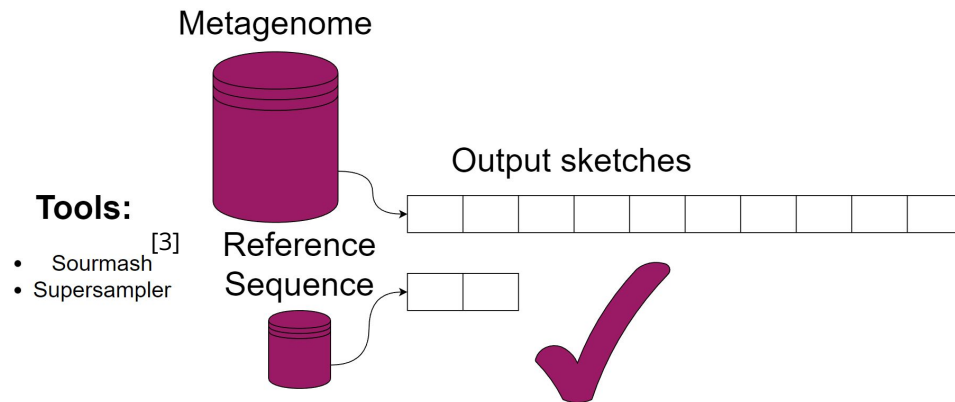 Metagenome
Output sketches
Tools:
[3]
• Sourmash
• Supersampler
Reference
Sequence